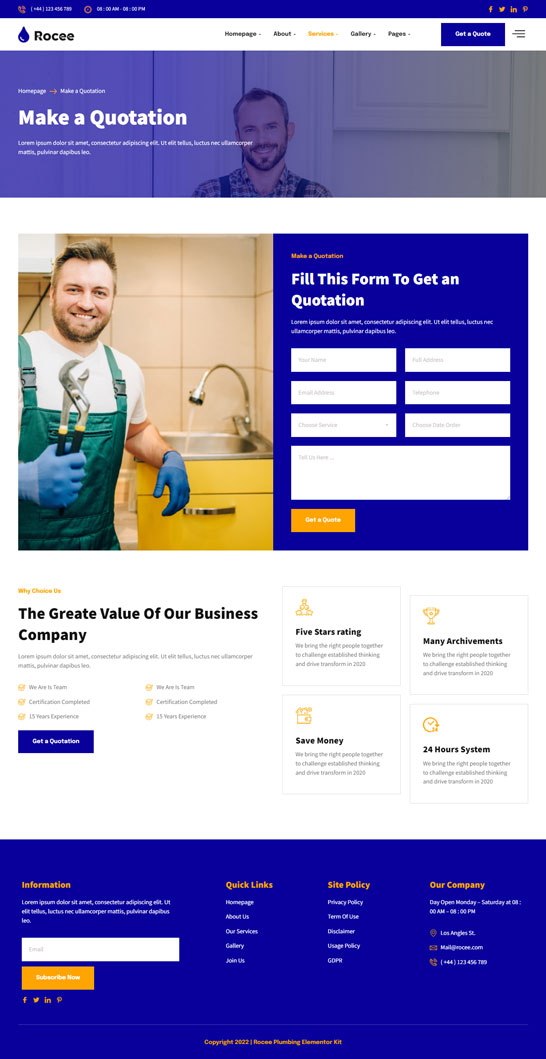 ( +44 ) 123 456 789
08 : 00 AM - 08 : 00 PM
Rocee
Homepage
About
Services
Gallery
Pages
Get a Quote
Homepage
Make a Quotation
Make a Quotation
Lorem ipsum dolor sit amet, consectetur adipiscing elit. Ut elit tellus, luctus nec ullamcorper
mattis, pulvinar dapibus leo.
Make a Quotation
Fill This Form To Get an
Quotation
Lorem ipsum dolor sit amet, consectetur adipiscing elit. Ut elit tellus, luctus nec
ullamcorper mattis, pulvinar dapibus leo.
Your Name
Full Address
Email Address
Telephone
Choose Service
Choose Date Order
Tell Us Here ...
Get a Quote
Why Choice Us
The Greate Value Of Our Business
Company
Lorem ipsum dolor sit amet, consectetur adipiscing elit. Ut elit tellus, luctus nec ullamcorper
mattis, pulvinar dapibus leo.
We Are Is Team
We Are Is Team
Certification Completed
Certification Completed
15 Years Experience
15 Years Experience
Get a Quotation
Five Stars rating
We bring the right people together
to challenge established thinking
and drive transform in 2020
Many Archivements
We bring the right people together
to challenge established thinking
and drive transform in 2020
Save Money
We bring the right people together
to challenge established thinking
and drive transform in 2020
24 Hours System
We bring the right people together
to challenge established thinking
and drive transform in 2020
Information
Lorem ipsum dolor sit amet, consectetur adipiscing elit. Ut
elit tellus, luctus nec ullamcorper mattis, pulvinar dapibus
leo.
Email
Subscribe Now
Quick Links
Homepage
About Us
Our Services
Gallery
Join Us
Site Policy
Privacy Policy
Term Of Use
Disclaimer
Usage Policy
GDPR
Our Company
Day Open Monday – Saturday at 08 :
00 AM – 08 : 00 PM
Los Angles St.
Mail@rocee.com
( +44 ) 123 456 789
Copyright 2022 | Rocee Plumbing Elementor Kit